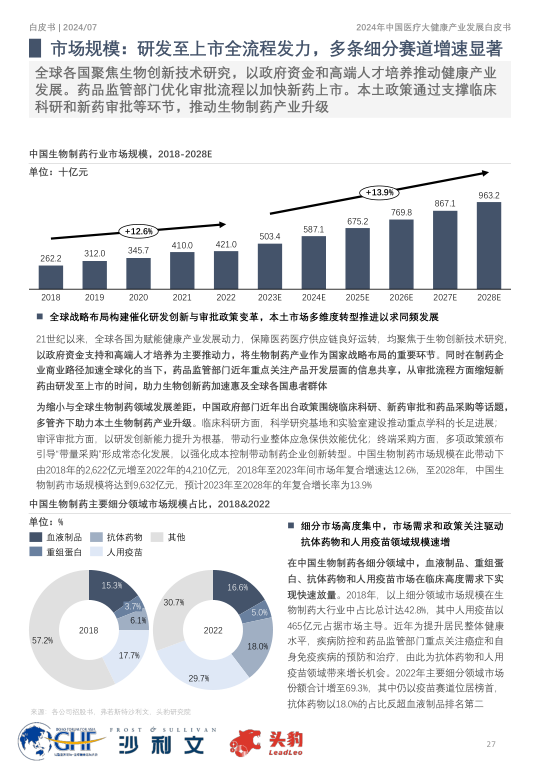 白皮书 | 2024/07
2024年中国医疗大健康产业发展白皮书
市场规模：研发至上市全流程发力，多条细分赛道增速显著
全球各国聚焦生物创新技术研究，以政府资金和高端人才培养推动健康产业
发展。药品监管部门优化审批流程以加快新药上市。本土政策通过支撑临床
科研和新药审批等环节，推动生物制药产业升级
中国生物制药行业市场规模，2018-2028E
单位：十亿元
+12.6%
+13.9%
262.2
312.0
345.7
410.0
421.0
503.4
587.1
675.2
769.8
867.1
963.2
2018
2019
2020
2021
2022
2023E
2024E
2025E
2026E
2027E
2028E
■ 全球战略布局构建催化研发创新与审批政策变革，本土市场多维度转型推进以求同频发展
21世纪以来，全球各国为赋能健康产业发展动力，保障医药医疗供应链良好运转，均聚焦于生物创新技术研究，
以政府资金支持和高端人才培养为主要推动力，将生物制药产业作为国家战略布局的重要环节。同时在制药企
业商业路径加速全球化的当下，药品监管部门近年重点关注产品开发层面的信息共享，从审批流程方面缩短新
药由研发至上市的时间，助力生物创新药加速惠及全球各国患者群体
为缩小与全球生物制药领域发展差距，中国政府部门近年出台政策围绕临床科研、新药审批和药品采购等话题，
多管齐下助力本土生物制药产业升级。临床科研方面，科学研究基地和实验室建设推动重点学科的长足进展；
审评审批方面，以研发创新能力提升为根基，带动行业整体应急保供效能优化；终端采购方面，多项政策颁布
引导“带量采购”形成常态化发展，以强化成本控制带动制药企业创新转型。中国生物制药市场规模在此带动下
由2018年的2,622亿元增至2022年的4,210亿元，2018年至2023年间市场年复合增速达12.6%，至2028年，中国生
物制药市场规模将达到9,632亿元，预计2023年至2028年的年复合增长率为13.9%
中国生物制药主要细分领域市场规模占比，2018&2022
单位：%
血液制品
抗体药物
其他
重组蛋白
人用疫苗
15.3%
3.7%
6.1%
17.7%
57.2%
2018
16.6%
5.0%
18.0%
29.7%
30.7%
2022
■ 细分市场高度集中，市场需求和政策关注驱动
抗体药物和人用疫苗领域规模速增
在中国生物制药各细分领域中，血液制品、重组蛋
白、抗体药物和人用疫苗市场在临床高度需求下实
现快速放量。2018年，以上细分领域市场规模在生
物制药大行业中占比总计达42.8%，其中人用疫苗以
465亿元占据市场主导。近年为提升居民整体健康
水平，疾病防控和药品监管部门重点关注癌症和自
身免疫疾病的预防和治疗，由此为抗体药物和人用
疫苗领域带来增长机会。2022年主要细分领域市场
份额合计增至69.3%，其中仍以疫苗赛道位居榜首，
抗体药物以18.0%的占比反超血液制品排名第二
来源：各公司招股书，弗若斯特沙利文，头豹研究院
GHF
FROST & SULLIVAN
沙利文
头豹
LeadLeo
27